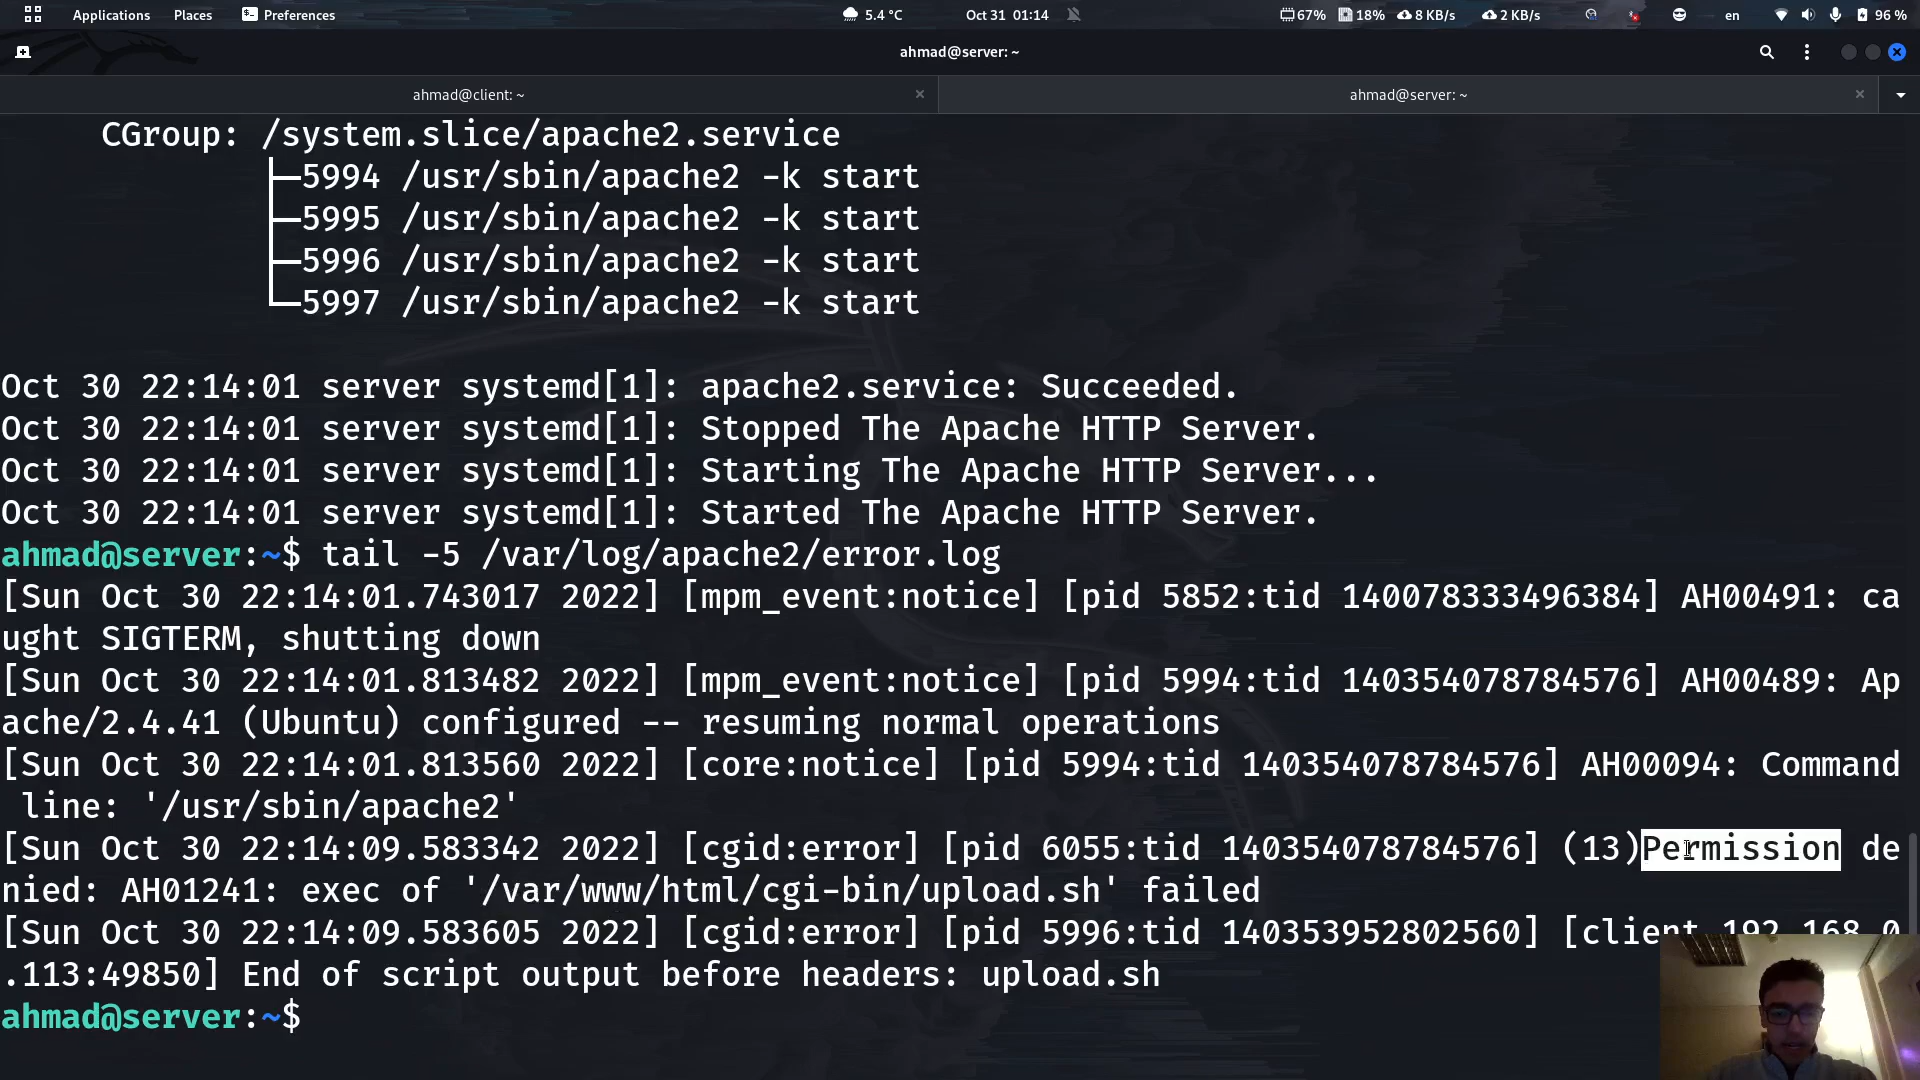 Applications Places Preferences 5.4 °C Oct 31 01:14 67% 18% 8 KB/s 2 KB/s en 96 %
ahmad@server: ~
ahmad@client: ~ ahmad@server: ~
CGroup: /system.slice/apache2.service
├─5994 /usr/sbin/apache2 -k start
├─5995 /usr/sbin/apache2 -k start
├─5996 /usr/sbin/apache2 -k start
└─5997 /usr/sbin/apache2 -k start
Oct 30 22:14:01 server systemd[1]: apache2.service: Succeeded.
Oct 30 22:14:01 server systemd[1]: Stopped The Apache HTTP Server.
Oct 30 22:14:01 server systemd[1]: Starting The Apache HTTP Server...
Oct 30 22:14:01 server systemd[1]: Started The Apache HTTP Server.
ahmad@server:~$ tail -5 /var/log/apache2/error.log
[Sun Oct 30 22:14:01.743017 2022] [mpm_event:notice] [pid 5852:tid 140078333496384] AH00491: ca
ught SIGTERM, shutting down
[Sun Oct 30 22:14:01.813482 2022] [mpm_event:notice] [pid 5994:tid 140354078784576] AH00489: Ap
ache/2.4.41 (Ubuntu) configured -- resuming normal operations
[Sun Oct 30 22:14:01.813560 2022] [core:notice] [pid 5994:tid 140354078784576] AH00094: Command
line: '/usr/sbin/apache2'
[Sun Oct 30 22:14:09.583342 2022] [cgid:error] [pid 6055:tid 140354078784576] (13)Permission de
nied: AH01241: exec of '/var/www/html/cgi-bin/upload.sh' failed
[Sun Oct 30 22:14:09.583605 2022] [cgid:error] [pid 5996:tid 140353952802560] [client 192.168.0
.113:49850] End of script output before headers: upload.sh
ahmad@server:~$